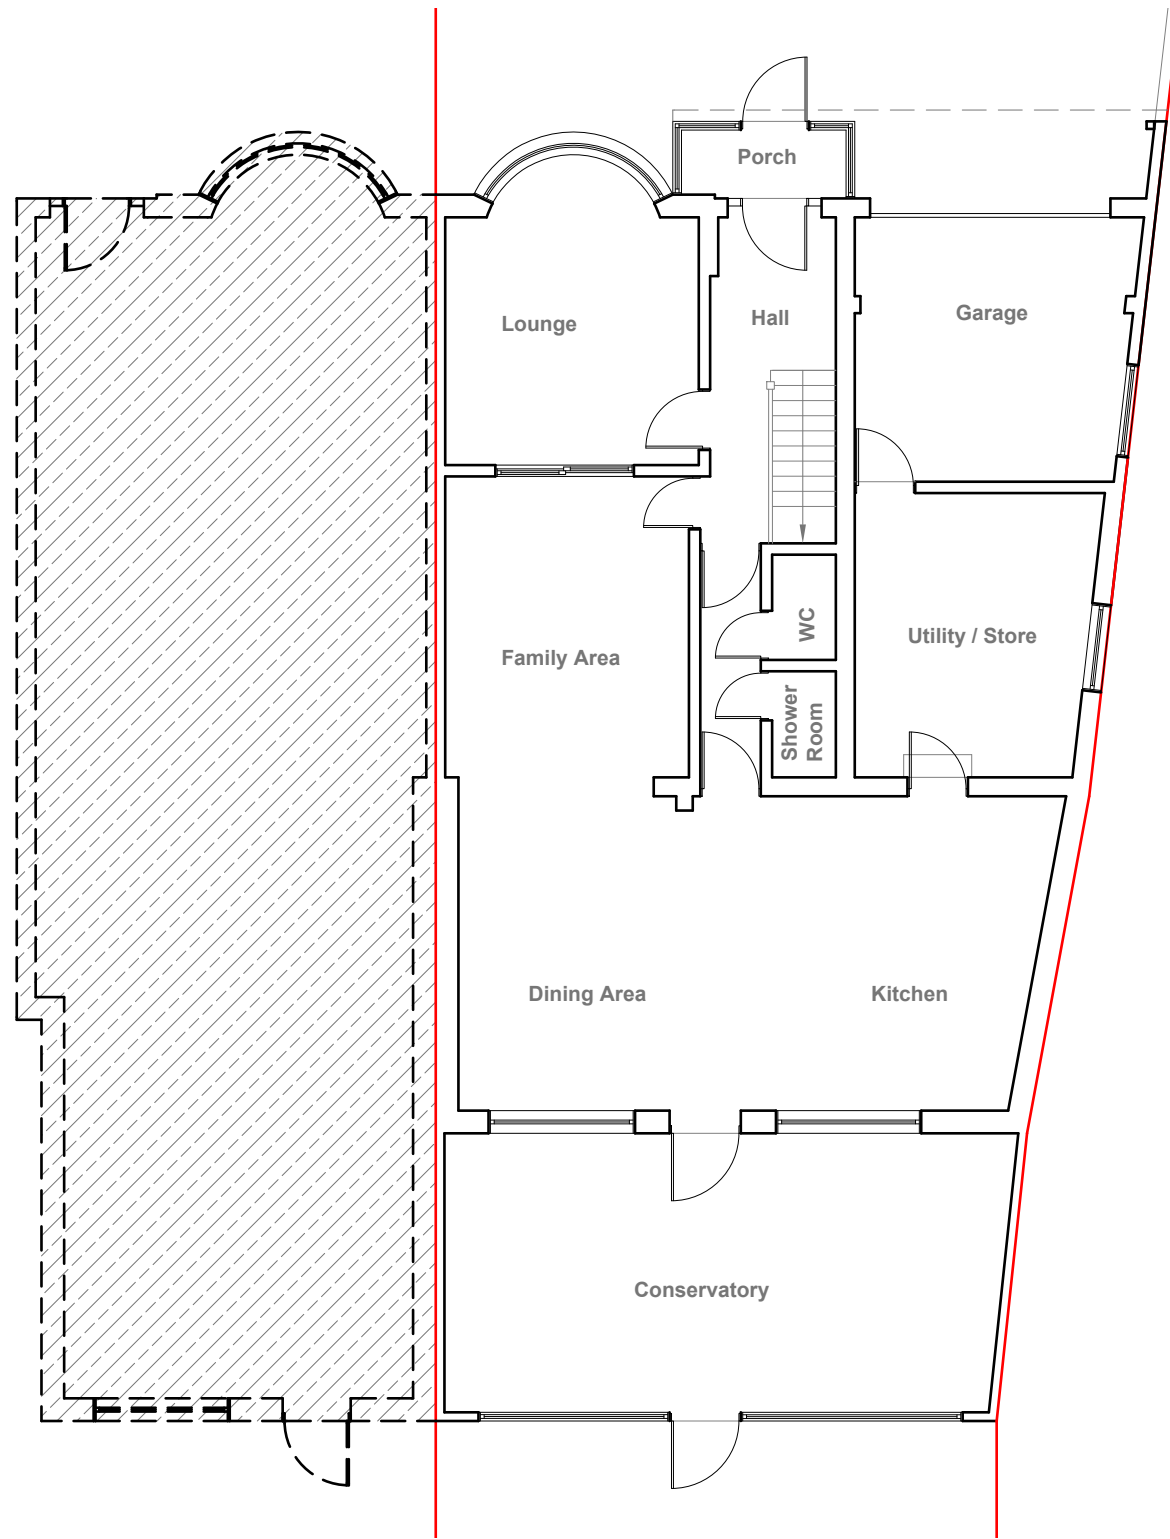 Porch
Lounge
Hall
Garage
WC
Utility / Store
Family Area
Shower
Room
Dining Area
Kitchen
Conservatory